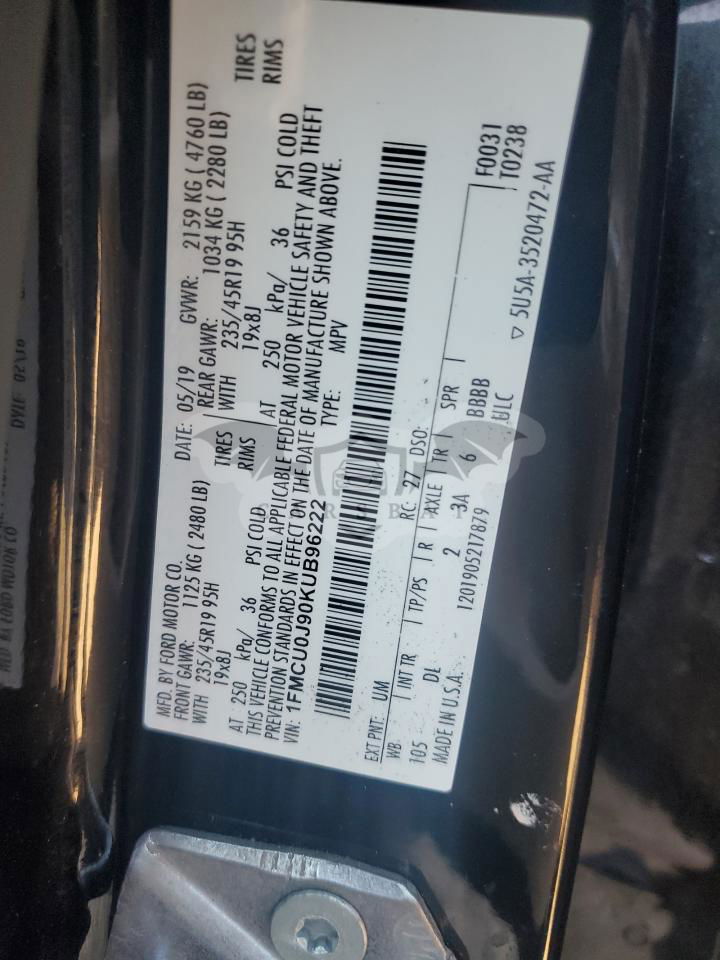 MFD. BY FORD MOTOR CO.
DATE: 05/19 GVWR: 2159 KG ( 4760 LB)
FRONT GAWR: 1125 KG ( 2480 LB)
REAR GAWR: 1034 KG ( 2280 LB)
WITH 235/45R19 95H TIRES
WITH 235/45R19 95H TIRES
19x8J RIMS
19x8J RIMS
AT 250 kPa/ 36 PSI COLD
AT 250 kPa/ 36 PSI COLD
THIS VEHICLE CONFORMS TO ALL APPLICABLE FEDERAL MOTOR VEHICLE SAFETY AND THEFT
PREVENTION STANDARDS IN EFFECT ON THE DATE OF MANUFACTURE SHOWN ABOVE.
VIN: 1FMCU0J90KUB96222
TYPE: MPV
EXT PNT: UM RC: 27 DSO:
F0031
T0238
WB INT TR TP/PS R AXLE TR SPR
105 DL 2 3A 6 BBBB
MADE IN U.S.A. 1201905217879 ULC
5U5A-3520472-AA
CARSBAT